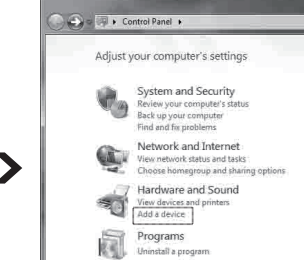 Control Panel
Adjust your computer's settings
System and Security
Review your computer's status
Back up your computer
Find and fix problems
Network and Internet
View network status and tasks
Choose homegroup and sharing options
Hardware and Sound
View devices and printers
Add a device
Programs
Uninstall a program